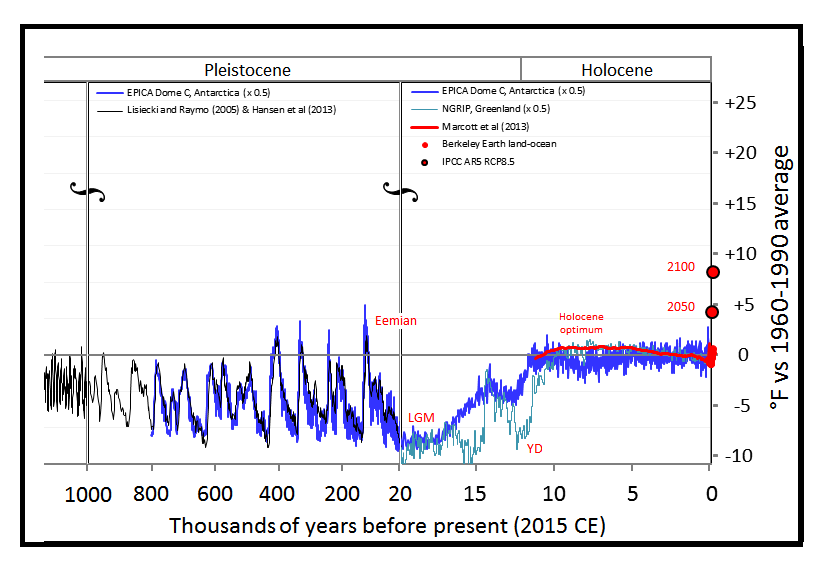 Pleistocene
Holocene
EPICA Dome C, Antarctica (x 0.5)
Lisiecki and Raymo (2005) & Hansen et al (2013)
EPICA Dome C, Antarctica (x 0.5)
NGRIP, Greenland (x 0.5)
Marcott et al (2013)
Berkeley Earth land-ocean
IPCC AR5 RCP8.5
+25
+20
+15
+10
+5
0
-5
-10
°F vs 1960-1990 average
2100
2050
Holocene
optimum
Eemian
LGM
YD
1000 800 600 400 200 20 15 10 5 0
Thousands of years before present (2015 CE)